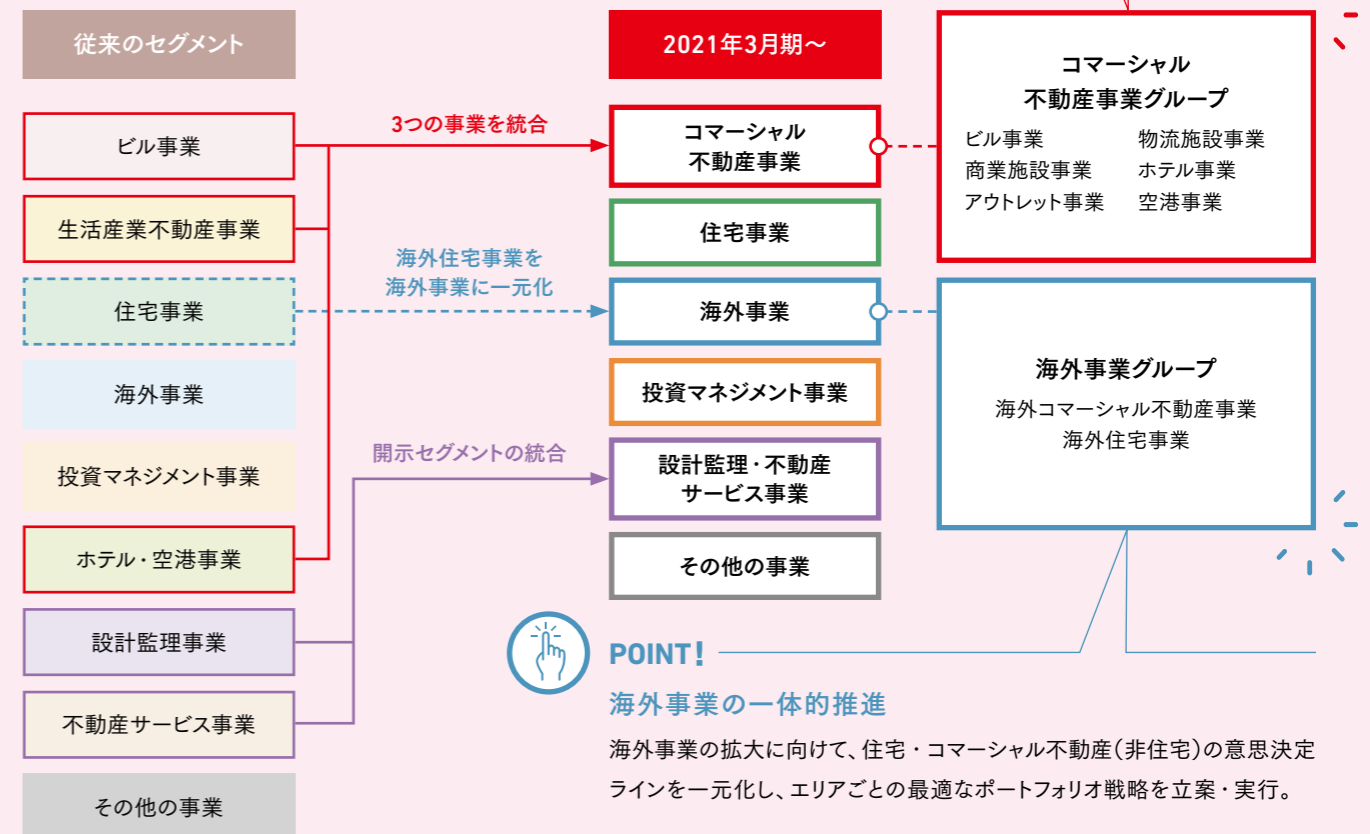 従来のセグメント
ビル事業
生活産業不動産事業
住宅事業
海外事業
投資マネジメント事業
ホテル・空港事業
設計監理事業
不動産サービス事業
その他の事業
3つの事業を統合
海外住宅事業を
海外事業に一元化
開示セグメントの統合
2021年3月期〜
コマーシャル
不動産事業
住宅事業
海外事業
投資マネジメント事業
設計監理・不動産
サービス事業
その他の事業
コマーシャル
不動産事業グループ
ビル事業 物流施設事業
商業施設事業 ホテル事業
アウトレット事業 空港事業
海外事業グループ
海外コマーシャル不動産事業
海外住宅事業
POINT!
海外事業の一体的推進
海外事業の拡大に向けて、住宅・コマーシャル不動産(非住宅)の意思決定
ラインを一元化し、エリアごとの最適なポートフォリオ戦略を立案・実行。